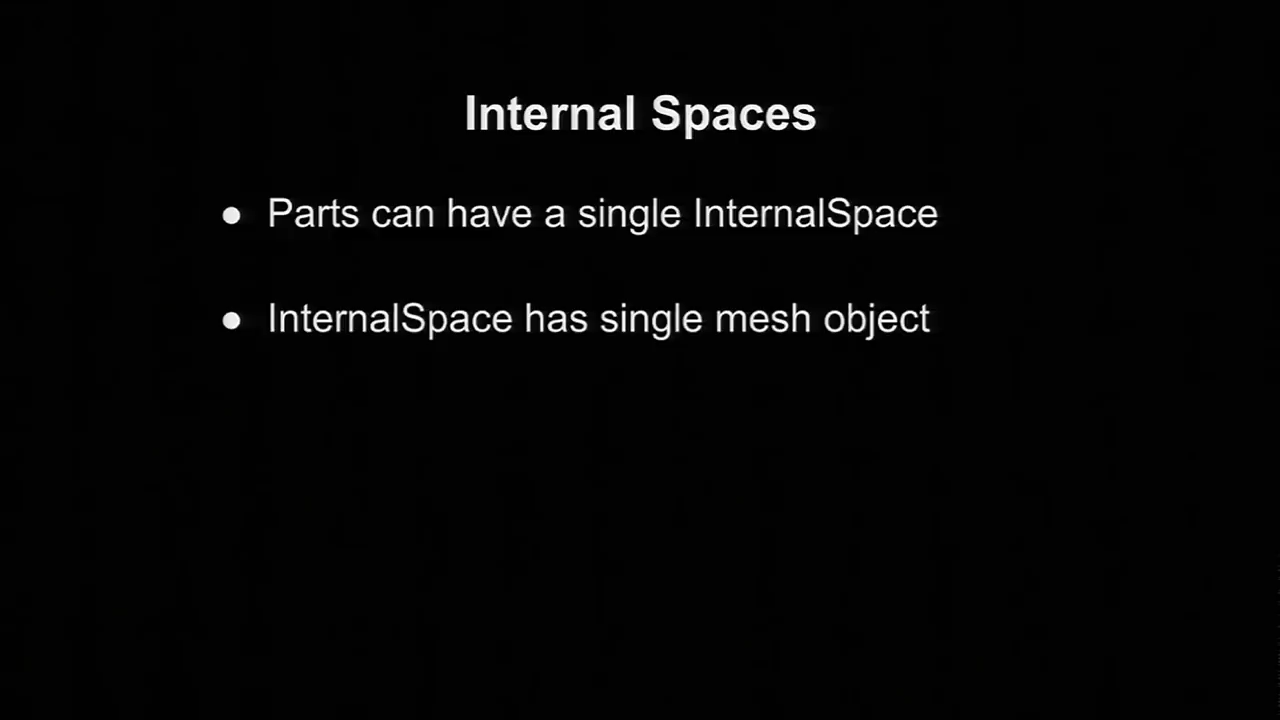 Internal Spaces
● Parts can have a single InternalSpace
● InternalSpace has single mesh object